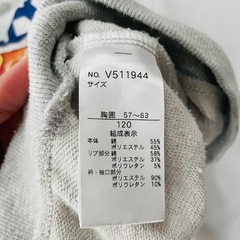 NO. V511944
サイズ
胸囲 57～63
120
組成表示
本体 綿 55%
ポリエステル 45%
リブ部分 綿 58%
ポリエステル 37%
ポリウレタン 5%
衿・袖口部分
ポリエステル 90%
ポリウレタン 10%